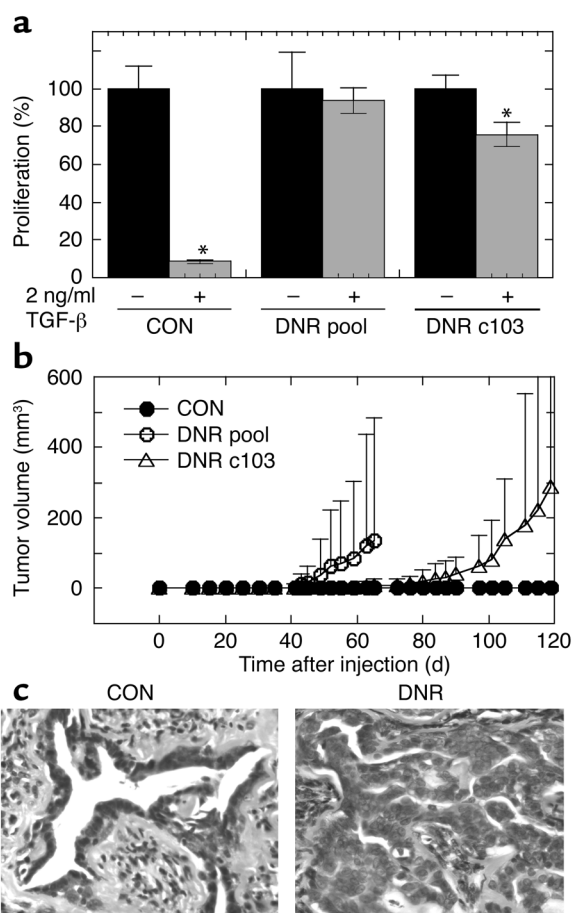 a
Proliferation (%)
100
80
60
40
20
0
*
*
2 ng/ml
TGF-β
− + − + − +
CON DNR pool DNR c103
b
Tumor volume (mm³)
600
400
200
0
CON
DNR pool
DNR c103
0 20 40 60 80 100 120
Time after injection (d)
c
CON DNR